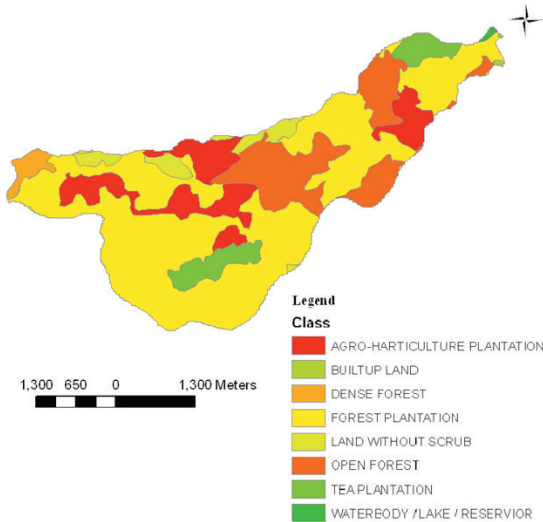 Legend
Class
AGRO-HARTICULTURE PLANTATION
BUILTUP LAND
DENSE FOREST
FOREST PLANTATION
LAND WITHOUT SCRUB
OPEN FOREST
TEA PLANTATION
WATERBODY / LAKE / RESERVIOR
1,300 650 0 1,300 Meters